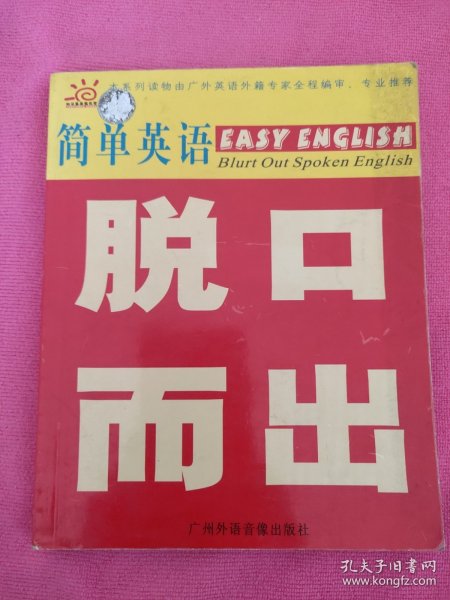 本系列读物由广外英语外籍专家全程编审、专业推荐
简单英语 EASY ENGLISH
Blurt Out Spoken English
脱口
而出
广州外语音像出版社
孔夫子旧书网
www.kongfz.com